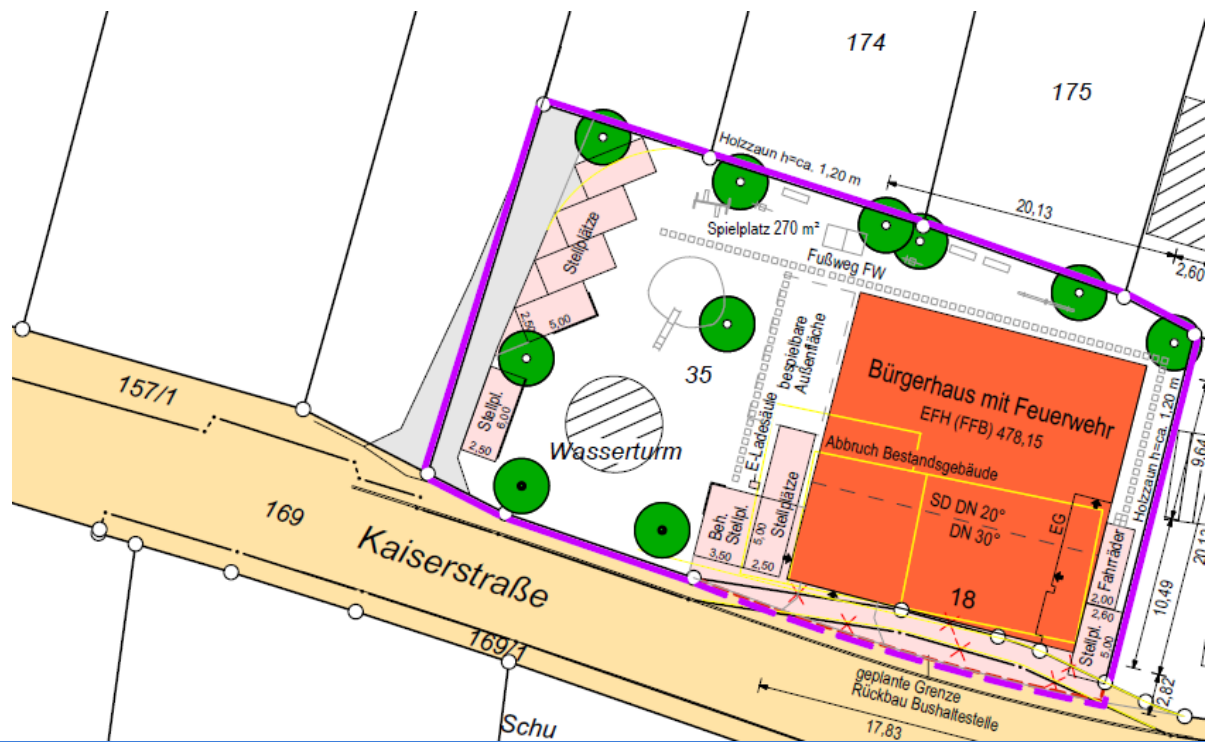 174
175
Holzzaun h=ca. 1,20 m
20,13
2,60
Spielplatz 270 m²
Fußweg FW
Stellplätze
2,50
5,00
157/1
35
bespielbare
Außenfläche
E-Ladesäule
Bürgerhaus mit Feuerwehr
EFH (FFB) 478,15
Abbruch Bestandsgebäude
SD DN 20°
DN 30°
EG
18
Holzzaun h=ca. 1,20 m
9,64
20,13
10,49
2,82
Stellpl.
6,00
2,50
Wasserturm
Beh.
Stellpl.
3,50
Stellplätze
5,00
2,50
Fahrräder
2,00
2,60
Stellpl.
5,00
169
Kaiserstraße
169/1
geplante Grenze
Rückbau Bushaltestelle
17,83
Schu